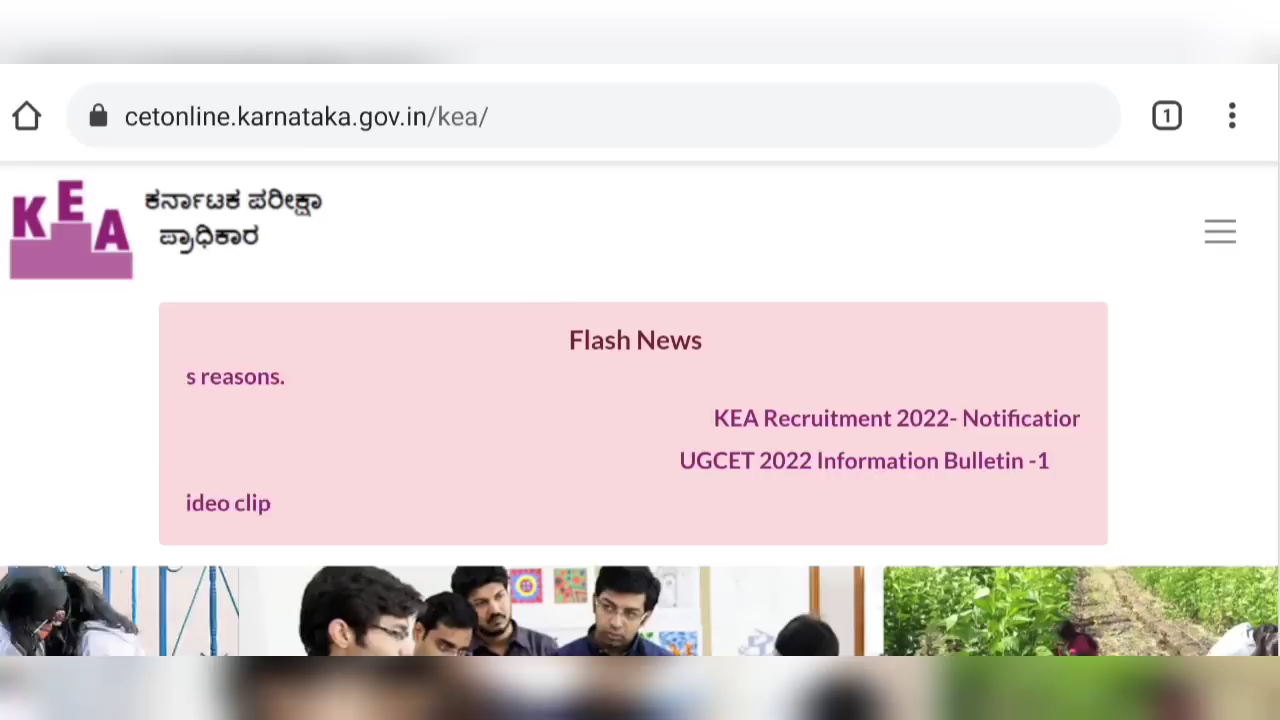 cetonline.karnataka.gov.in/kea/
1
KEA
ಕರ್ನಾಟಕ ಪರೀಕ್ಷಾ
ಪ್ರಾಧಿಕಾರ
Flash News
s reasons.
KEA Recruitment 2022- Notification
UGCET 2022 Information Bulletin -1
ideo clip